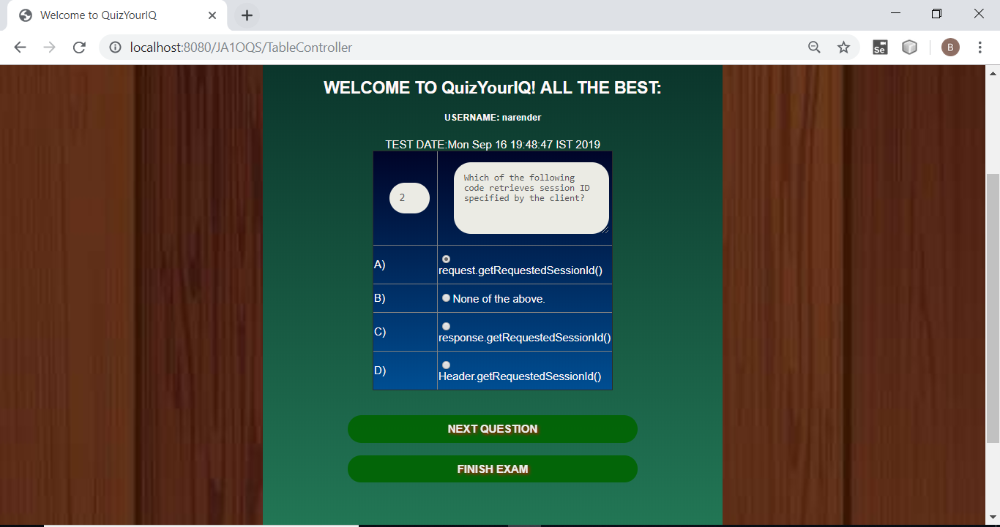 Welcome to QuizYourIQ
localhost:8080/JA1OQS/TableController
Se
B
WELCOME TO QuizYourIQ! ALL THE BEST:
USERNAME: narender
TEST DATE:Mon Sep 16 19:48:47 IST 2019
2
Which of the following
code retrieves session ID
specified by the client?
A)
request.getRequestedSessionId()
B) None of the above.
C)
response.getRequestedSessionId()
D)
Header.getRequestedSessionId()
NEXT QUESTION
FINISH EXAM